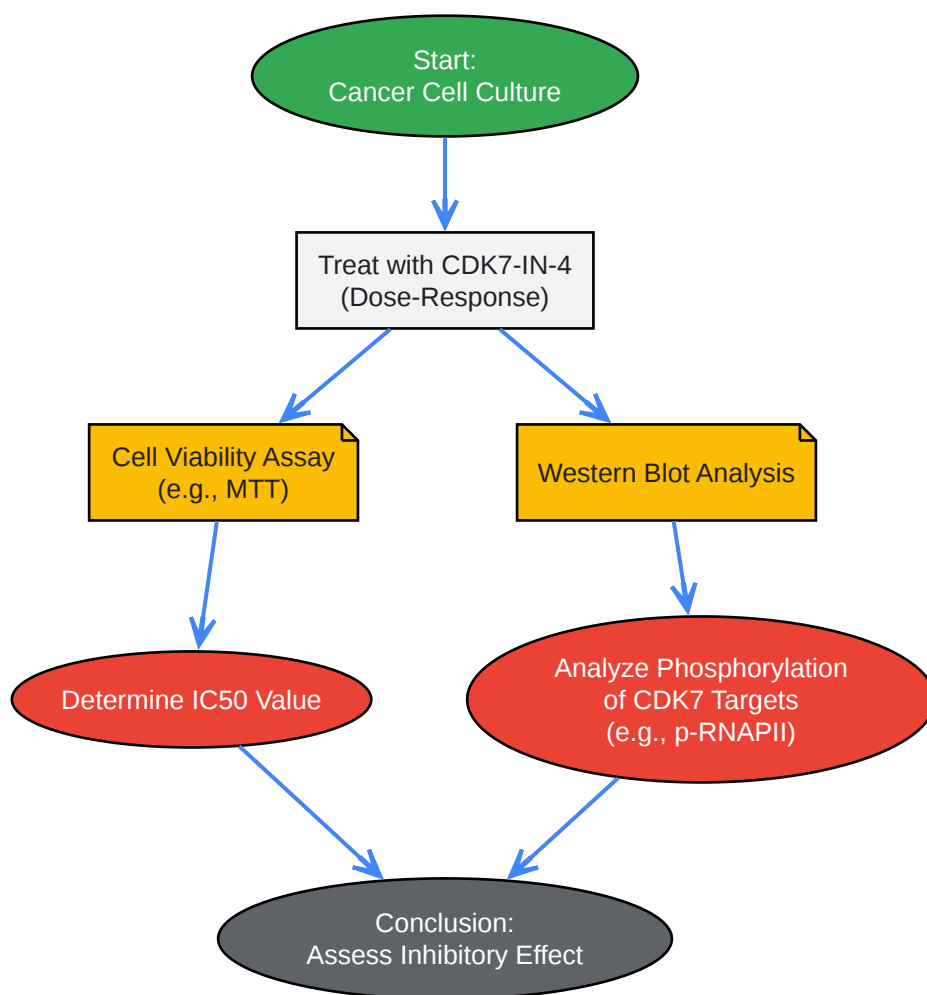 Start:
Cancer Cell Culture
Treat with CDK7-IN-4
(Dose-Response)
Cell Viability Assay
(e.g., MTT)
Western Blot Analysis
Determine IC50 Value
Analyze Phosphorylation
of CDK7 Targets
(e.g., p-RNAPII)
Conclusion:
Assess Inhibitory Effect